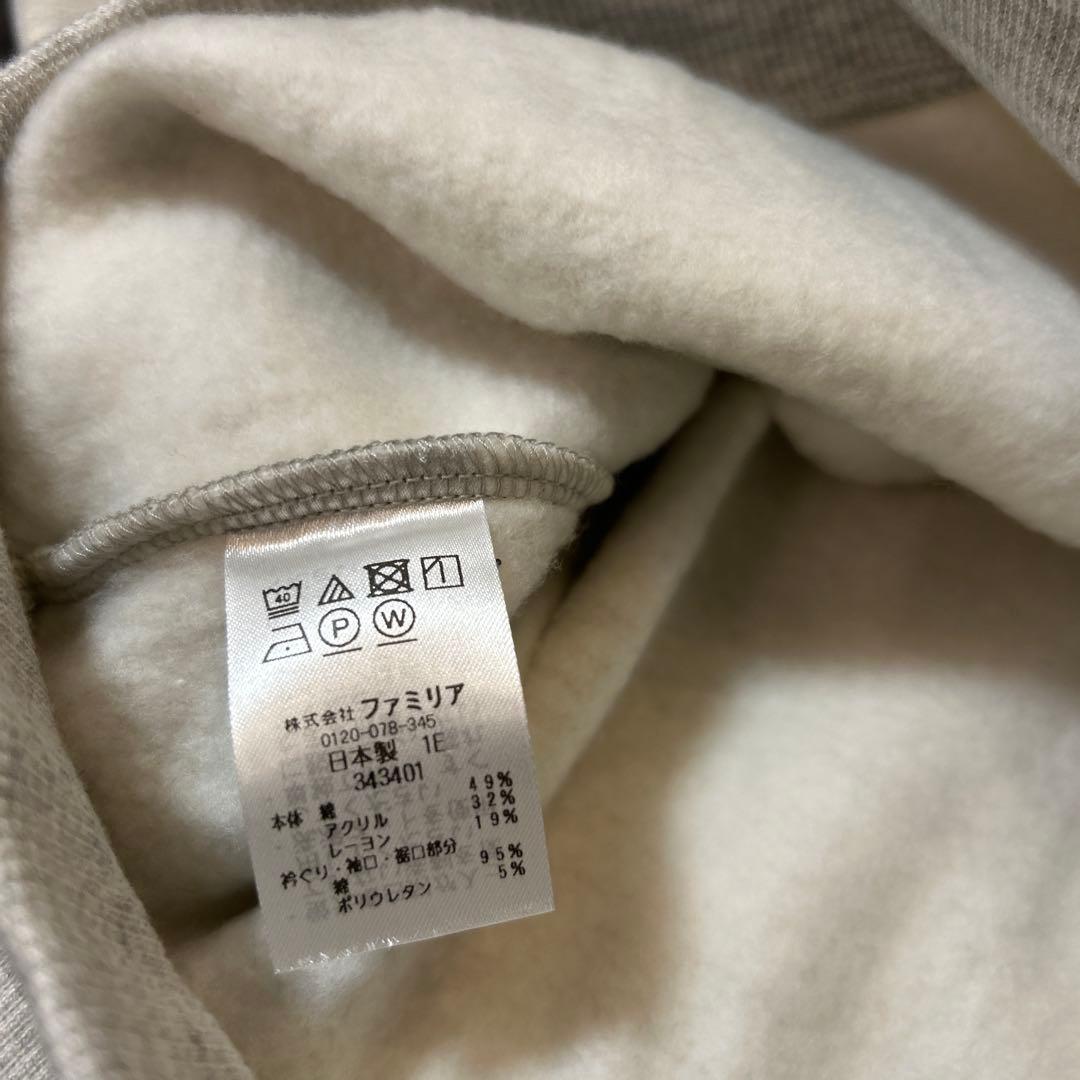 40
P W
株式会社 ファミリア
0120-078-345
日本製 1E
343401
本体 綿 49%
アクリル 32%
レーヨン 19%
衿ぐり・袖口・裾口部分
綿 95%
ポリウレタン 5%